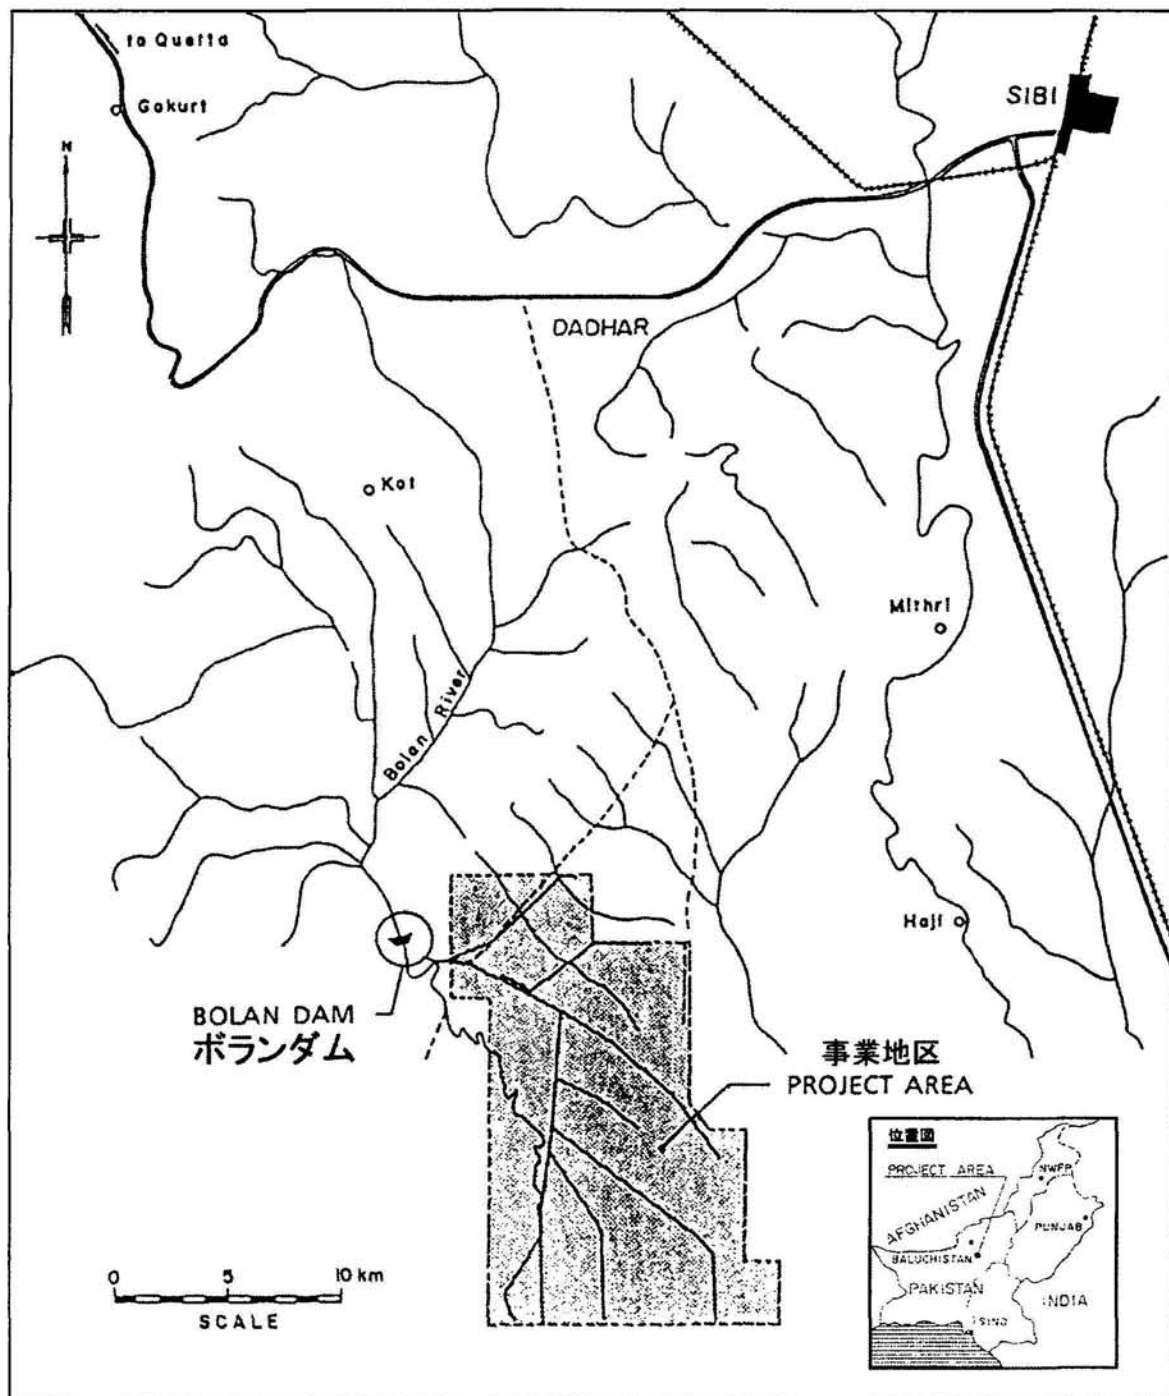 to Quetta
Gokurt
N
SIBI
DADHAR
Kot
Mithri
Bolan River
Haji
BOLAN DAM
ボランダム
事業地区
PROJECT AREA
0 5 10 km
SCALE
位置図
PROJECT AREA
NWFP
AFGHANISTAN
PUNJAB
BALUCHISTAN
PAKISTAN
INDIA
SIND